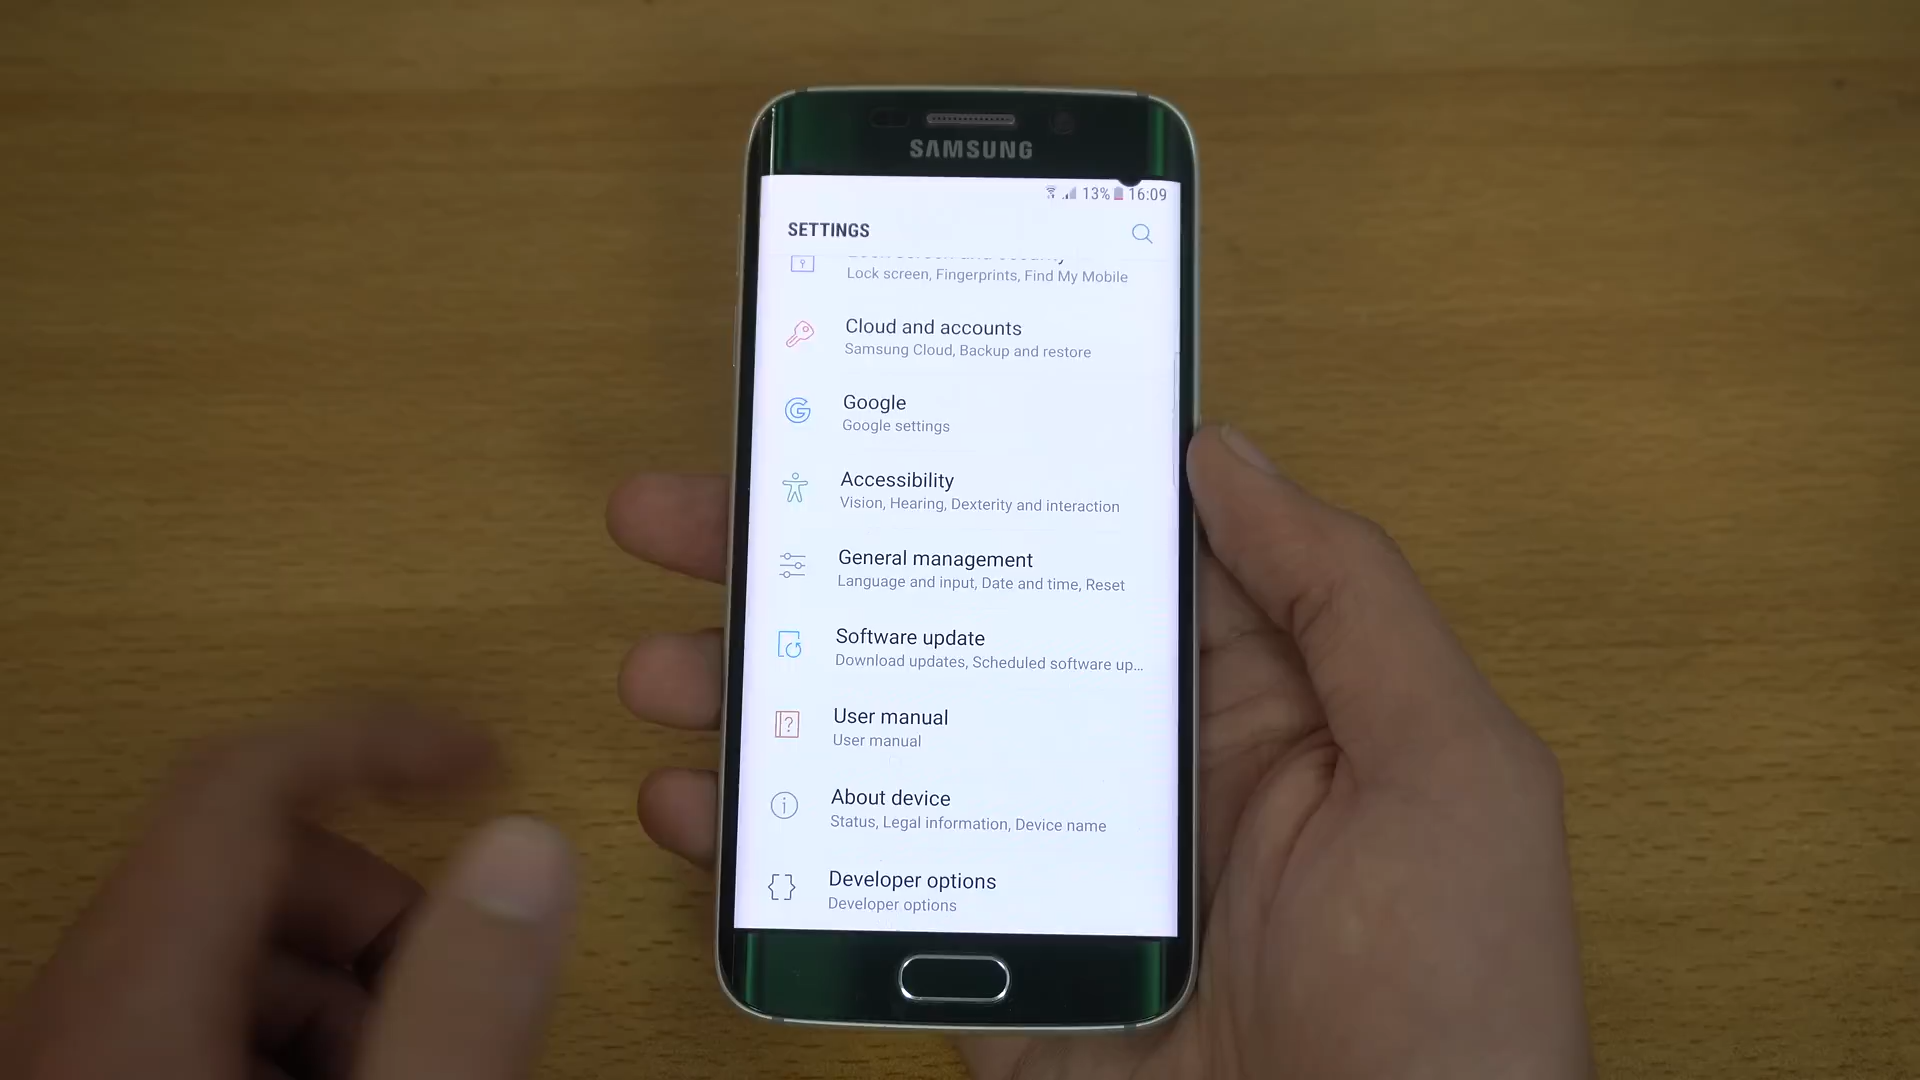 SAMSUNG
13% 16:09
SETTINGS
Lock screen, Fingerprints, Find My Mobile
Cloud and accounts
Samsung Cloud, Backup and restore
Google
Google settings
Accessibility
Vision, Hearing, Dexterity and interaction
General management
Language and input, Date and time, Reset
Software update
Download updates, Scheduled software up...
User manual
User manual
About device
Status, Legal information, Device name
Developer options
Developer options